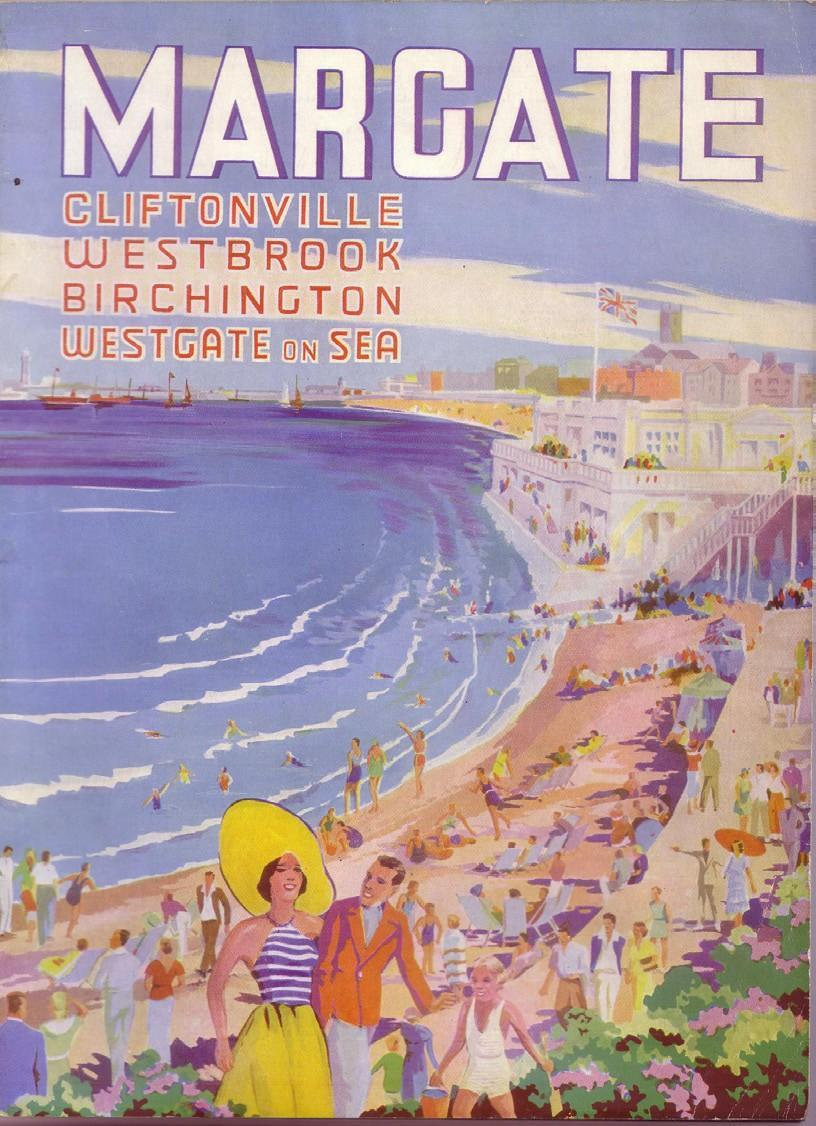 MARGATE
CLIFTONVILLE
WESTBROOK
BIRCHINGTON
WESTGATE ON SEA